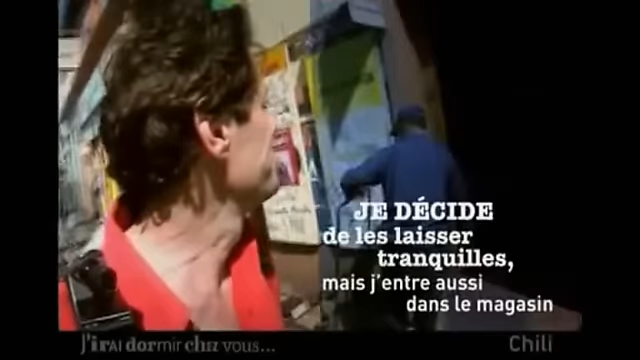 JE DÉCIDE
de les laisser
tranquilles,
mais j'entre aussi
dans le magasin
j'irai dormir chez vous...
Chili